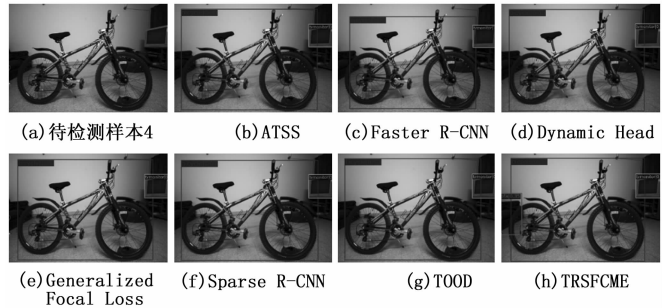 (a)待检测样本4
(b)ATSS
(c)Faster R-CNN
(d)Dynamic Head
(e)Generalized
Focal Loss
(f)Sparse R-CNN
(g)TOOD
(h)TRSFCME